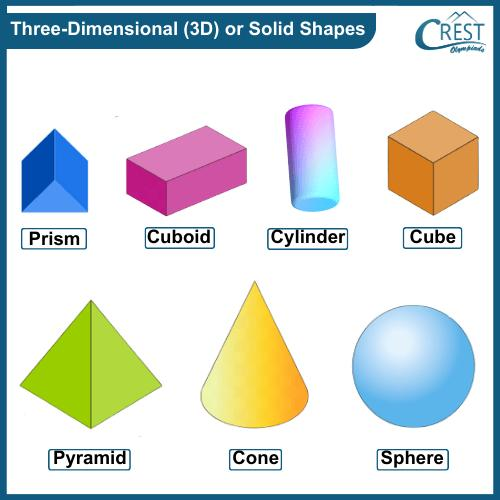 Three-Dimensional (3D) or Solid Shapes
CREST
Olympiads
Prism
Cuboid
Cylinder
Cube
Pyramid
Cone
Sphere